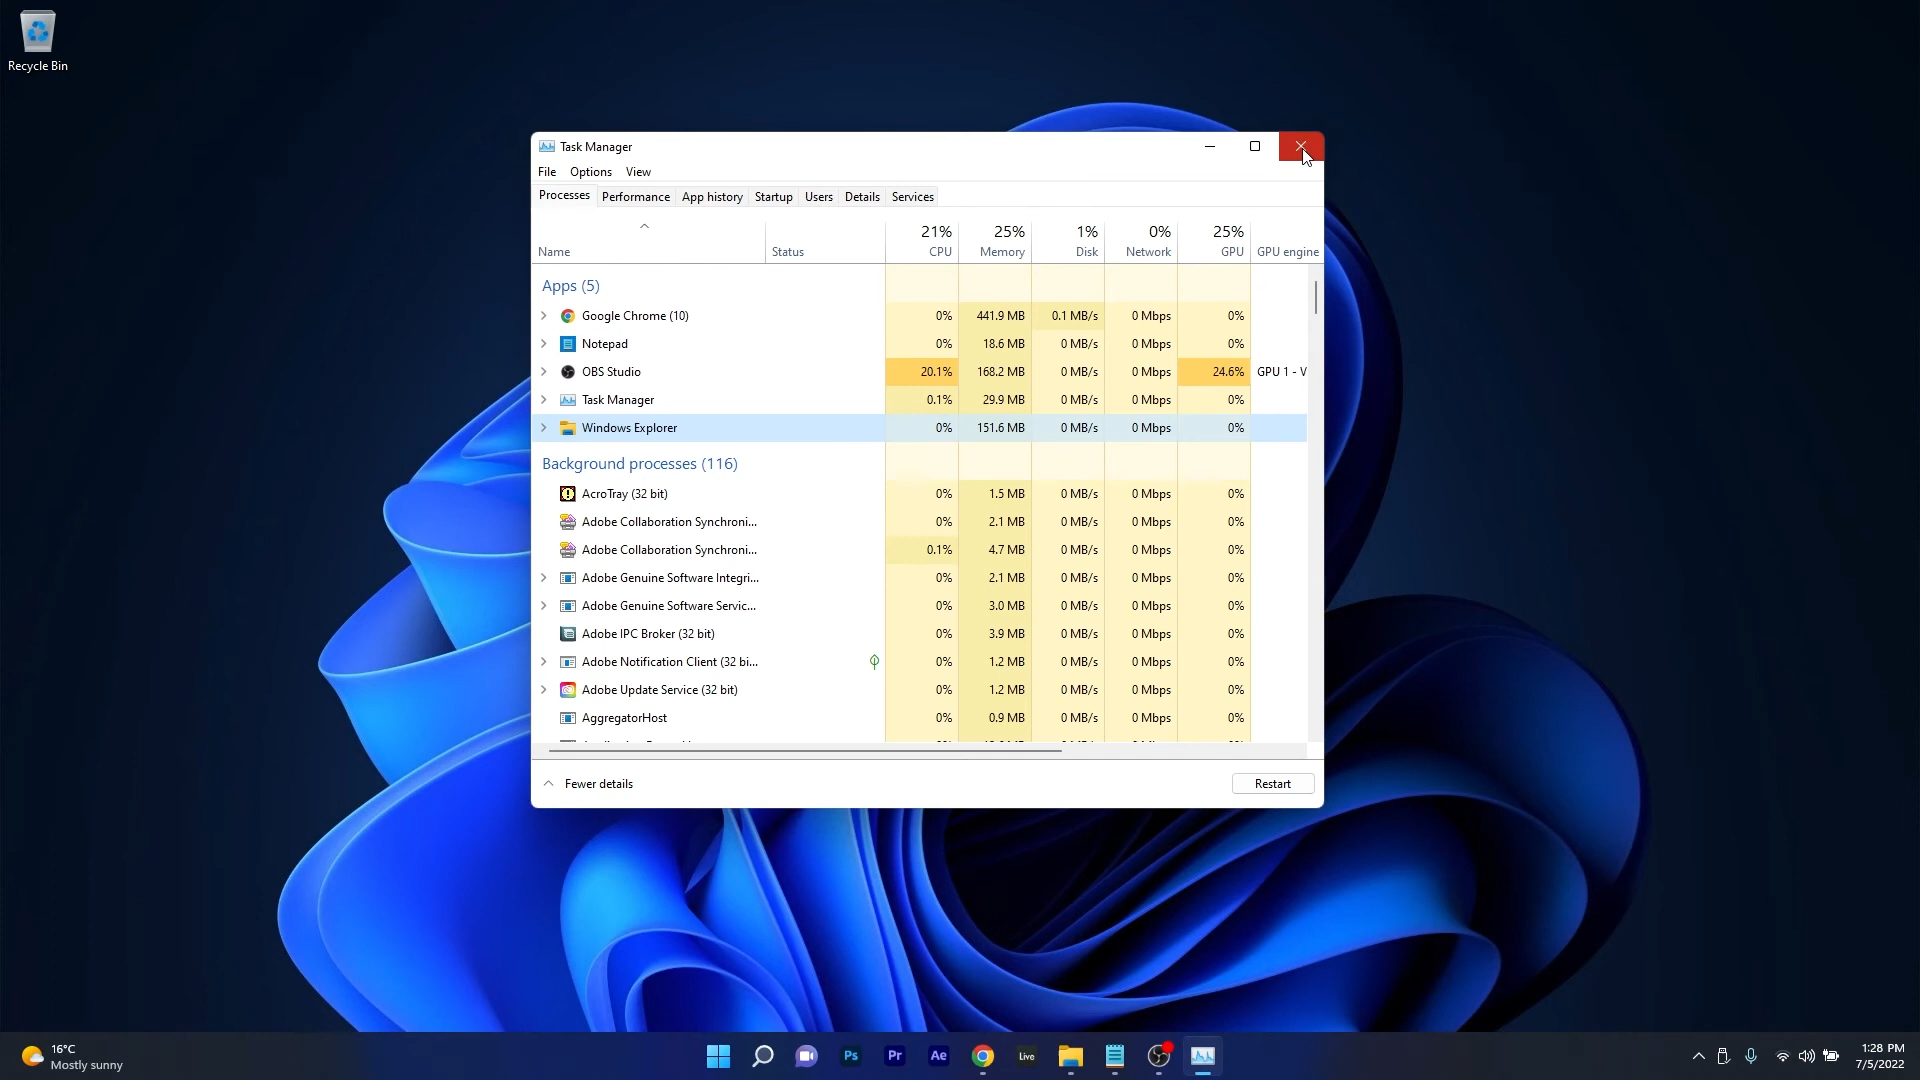 Recycle Bin
Task Manager
File Options View
Processes Performance App history Startup Users Details Services
21% 25% 1% 0% 25%
Name Status CPU Memory Disk Network GPU GPU engine
Apps (5)
Google Chrome (10) 0% 441.9 MB 0.1 MB/s 0 Mbps 0%
Notepad 0% 18.6 MB 0 MB/s 0 Mbps 0%
OBS Studio 20.1% 168.2 MB 0 MB/s 0 Mbps 24.6% GPU 1 - V
Task Manager 0.1% 29.9 MB 0 MB/s 0 Mbps 0%
Windows Explorer 0% 151.6 MB 0 MB/s 0 Mbps 0%
Background processes (116)
AcroTray (32 bit) 0% 1.5 MB 0 MB/s 0 Mbps 0%
Adobe Collaboration Synchroni... 0% 2.1 MB 0 MB/s 0 Mbps 0%
Adobe Collaboration Synchroni... 0.1% 4.7 MB 0 MB/s 0 Mbps 0%
Adobe Genuine Software Integri... 0% 2.1 MB 0 MB/s 0 Mbps 0%
Adobe Genuine Software Servic... 0% 3.0 MB 0 MB/s 0 Mbps 0%
Adobe IPC Broker (32 bit) 0% 3.9 MB 0 MB/s 0 Mbps 0%
Adobe Notification Client (32 bi... 0% 1.2 MB 0 MB/s 0 Mbps 0%
Adobe Update Service (32 bit) 0% 1.2 MB 0 MB/s 0 Mbps 0%
AggregatorHost 0% 0.9 MB 0 MB/s 0 Mbps 0%
Fewer details Restart
16°C
Mostly sunny
Ps Pr Ae Live
1:28 PM
7/5/2022